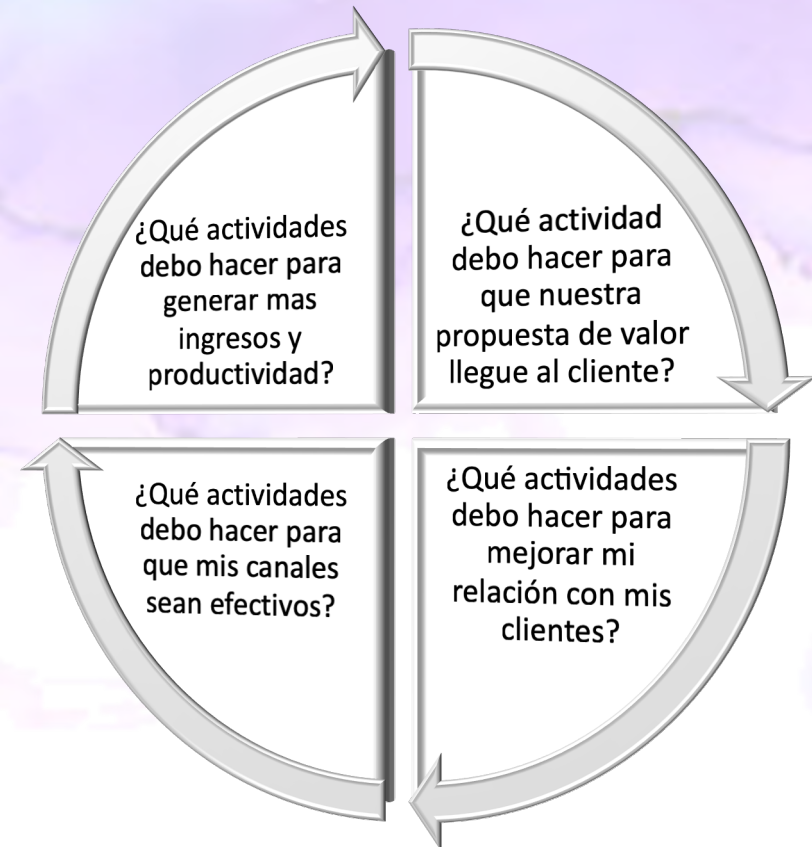 ¿Qué actividades
debo hacer para
generar mas
ingresos y
productividad?
¿Qué actividad
debo hacer para
que nuestra
propuesta de valor
llegue al cliente?
¿Qué actividades
debo hacer para
que mis canales
sean efectivos?
¿Qué actividades
debo hacer para
mejorar mi
relación con mis
clientes?